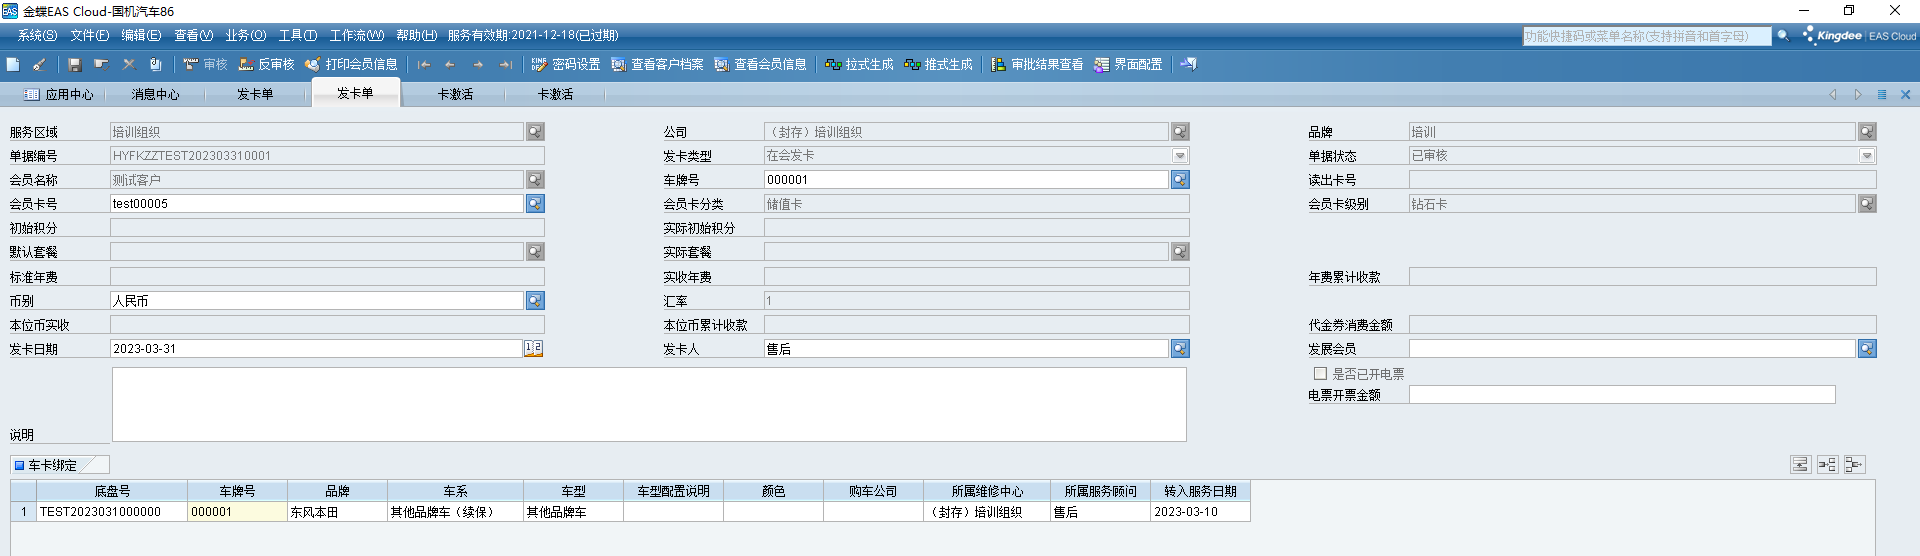 金蝶EAS Cloud-国机汽车86
系统(S) 文件(F) 编辑(E) 查看(V) 业务(O) 工具(T) 工作流(W) 帮助(H) 服务有效期:2021-12-18(已过期) 功能快捷码或菜单名称(支持拼音和首字母) Kingdee EAS Cloud
审核 反审核 打印会员信息 密码设置 查看客户档案 查看会员信息 拉式生成 推式生成 审批结果查看 界面配置
应用中心 消息中心 发卡单 发卡单 卡激活 卡激活
服务区域 培训组织 公司 （封存）培训组织 品牌 培训
单据编号 HYFKZZTEST202303310001 发卡类型 在会发卡 单据状态 已审核
会员名称 测试客户 车牌号 000001 读出卡号
会员卡号 test00005 会员卡分类 储值卡 会员卡级别 钻石卡
初始积分 实际初始积分
默认套餐 实际套餐
标准年费 实收年费 年费累计收款
币别 人民币 汇率 1
本位币实收 本位币累计收款 代金券消费金额
发卡日期 2023-03-31 发卡人 售后 发展会员
是否已开电票
电票开票金额
说明
车卡绑定
底盘号 车牌号 品牌 车系 车型 车型配置说明 颜色 购车公司 所属维修中心 所属服务顾问 转入服务日期
1 TEST2023031000000 000001 东风本田 其他品牌车（续保） 其他品牌车 （封存）培训组织 售后 2023-03-10